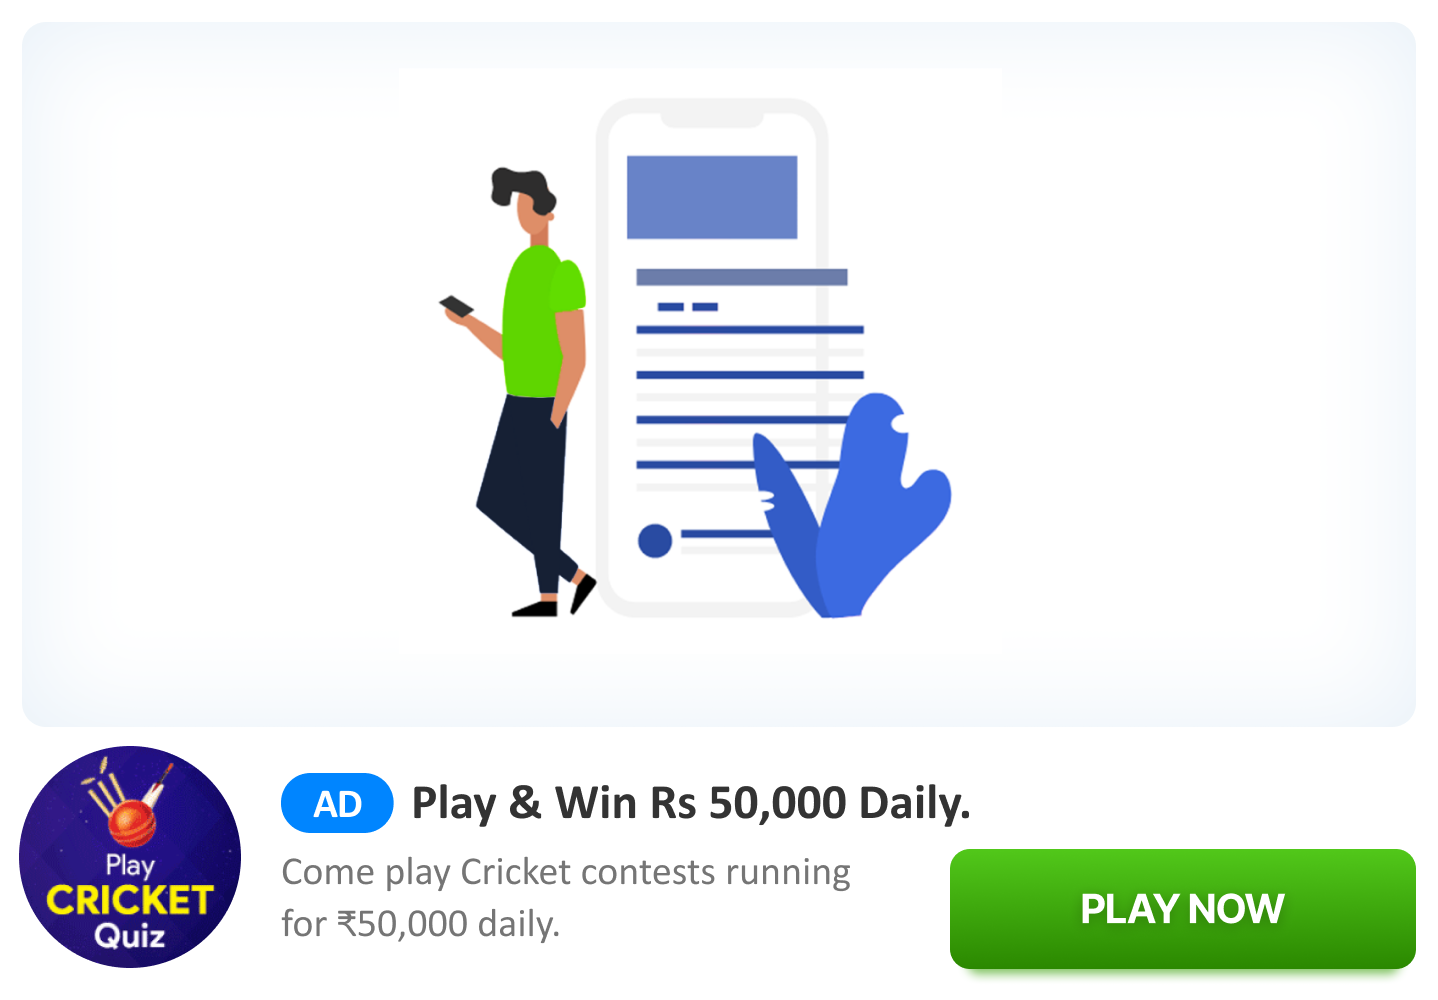 Play
CRICKET
Quiz
AD
Play & Win Rs 50,000 Daily.
Come play Cricket contests running
for ₹50,000 daily.
PLAY NOW